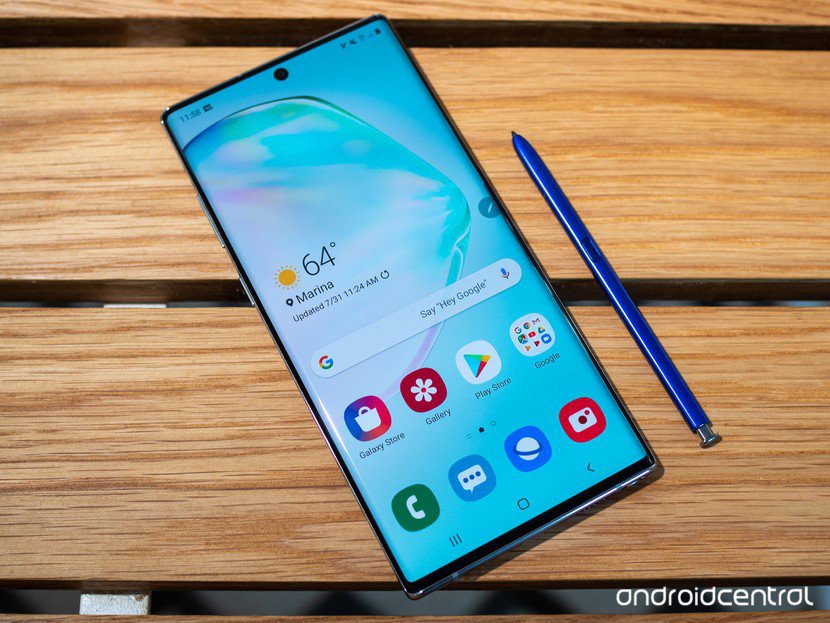 11:58
64°
Marina
Updated 7/31 11:24 AM
Say "Hey Google"
Galaxy Store
Gallery
Play Store
Google
androidcentral